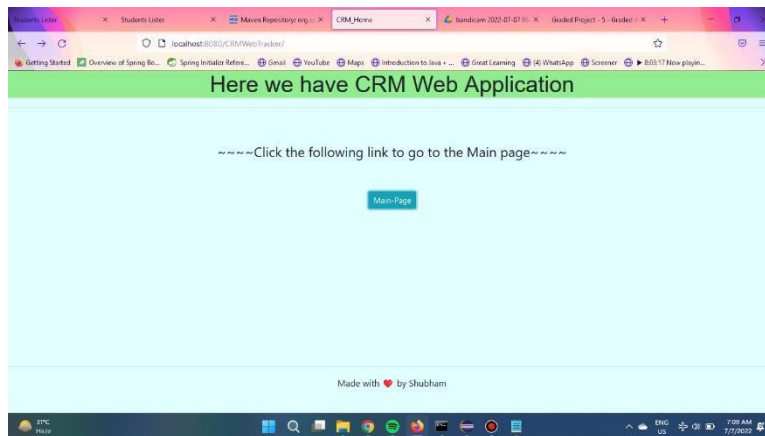 Students Lister
Students Lister
Maven Repository: org.
CRM_Home
bandicam 2022-07-07
Graded Project - 5 - Graded
localhost:8080/CRMWebTracker/
Getting Started
Overview of Spring Bo...
Spring Initializr Refere...
Gmail
YouTube
Maps
Introduction to Java + ...
Great Learning
(4) WhatsApp
Screener
8:03:17 Now playin...
Here we have CRM Web Application
~~~~Click the following link to go to the Main page~~~~
Main-Page
Made with ❤ by Shubham
31°C
Haze
ENG
US
7:09 AM
7/7/2022